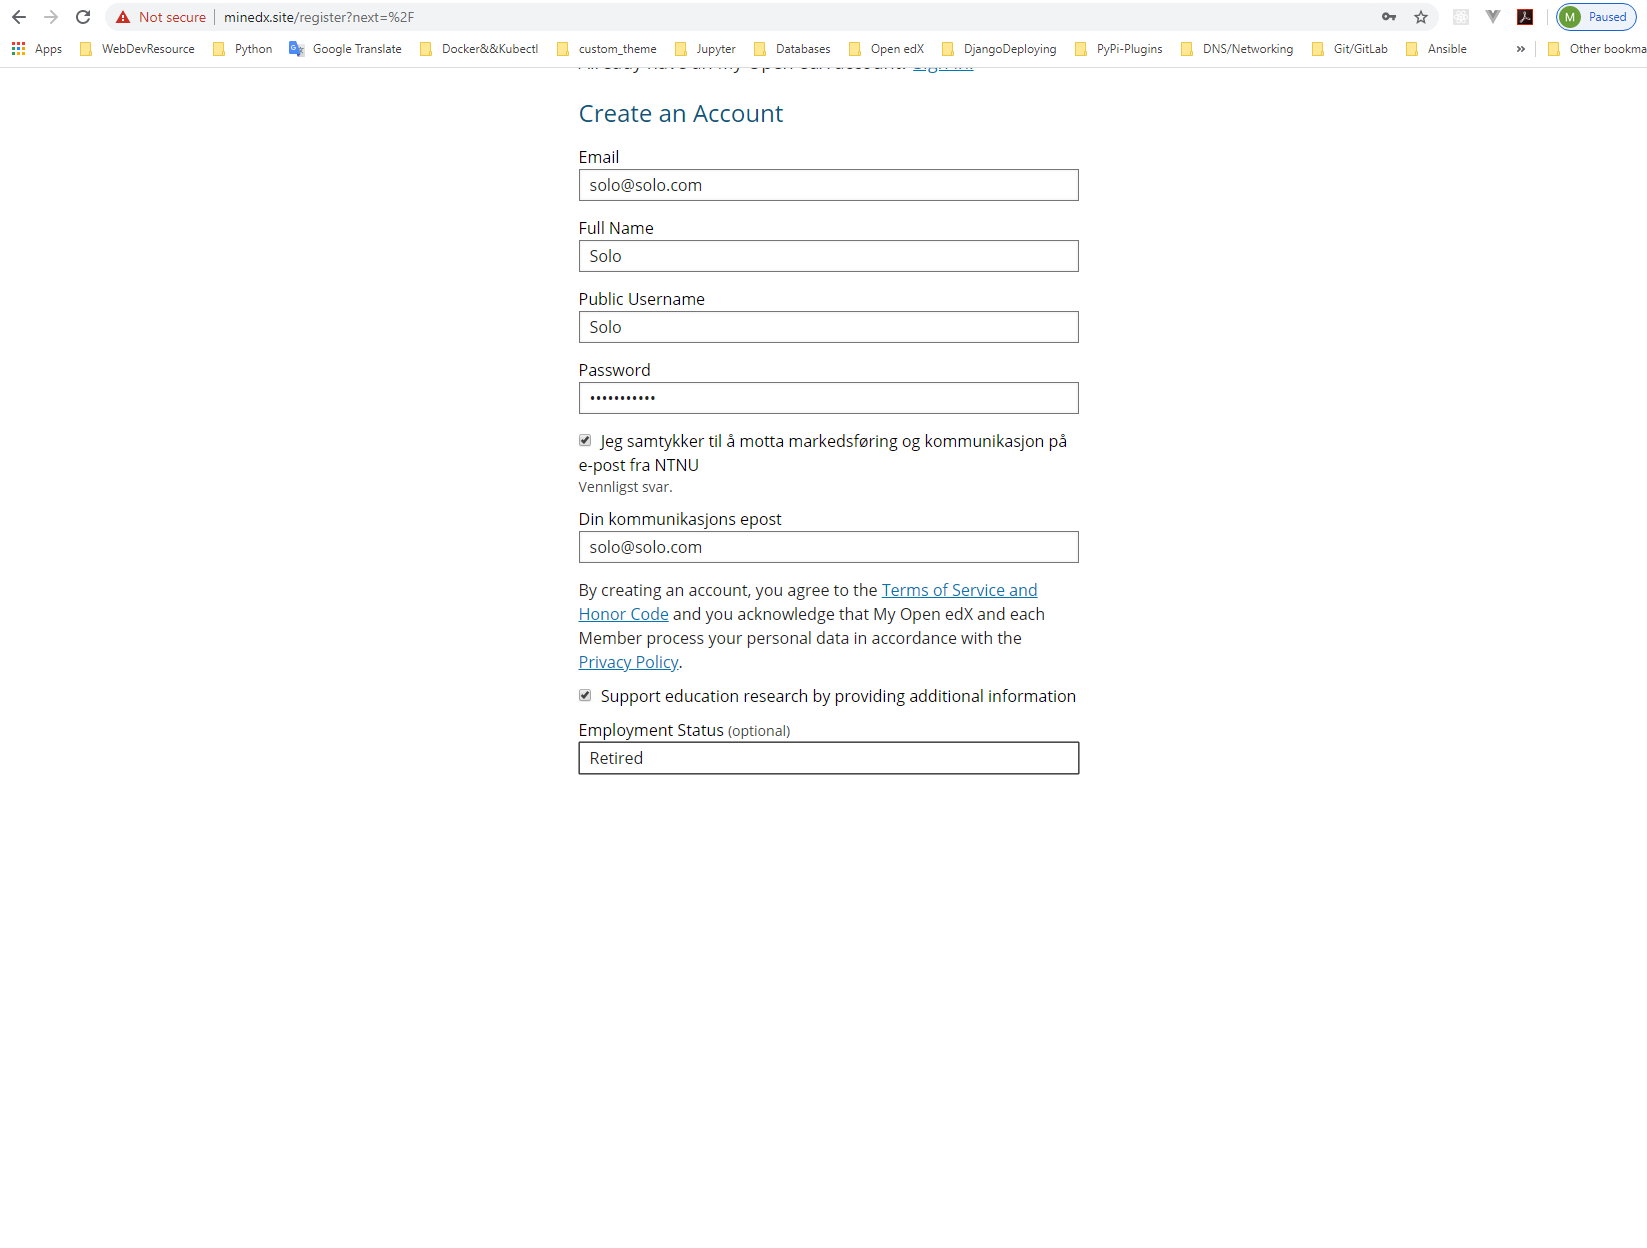 Not secure | minedx.site/register?next=%2F
M Paused
Apps WebDevResource Python Google Translate Docker&&Kubectl custom_theme Jupyter Databases Open edX DjangoDeploying PyPi-Plugins DNS/Networking Git/GitLab Ansible » Other bookma
Create an Account
Email
solo@solo.com
Full Name
Solo
Public Username
Solo
Password
•••••••••••
Jeg samtykker til å motta markedsføring og kommunikasjon på
e-post fra NTNU
Vennligst svar.
Din kommunikasjons epost
solo@solo.com
By creating an account, you agree to the Terms of Service and
Honor Code and you acknowledge that My Open edX and each
Member process your personal data in accordance with the
Privacy Policy.
Support education research by providing additional information
Employment Status (optional)
Retired